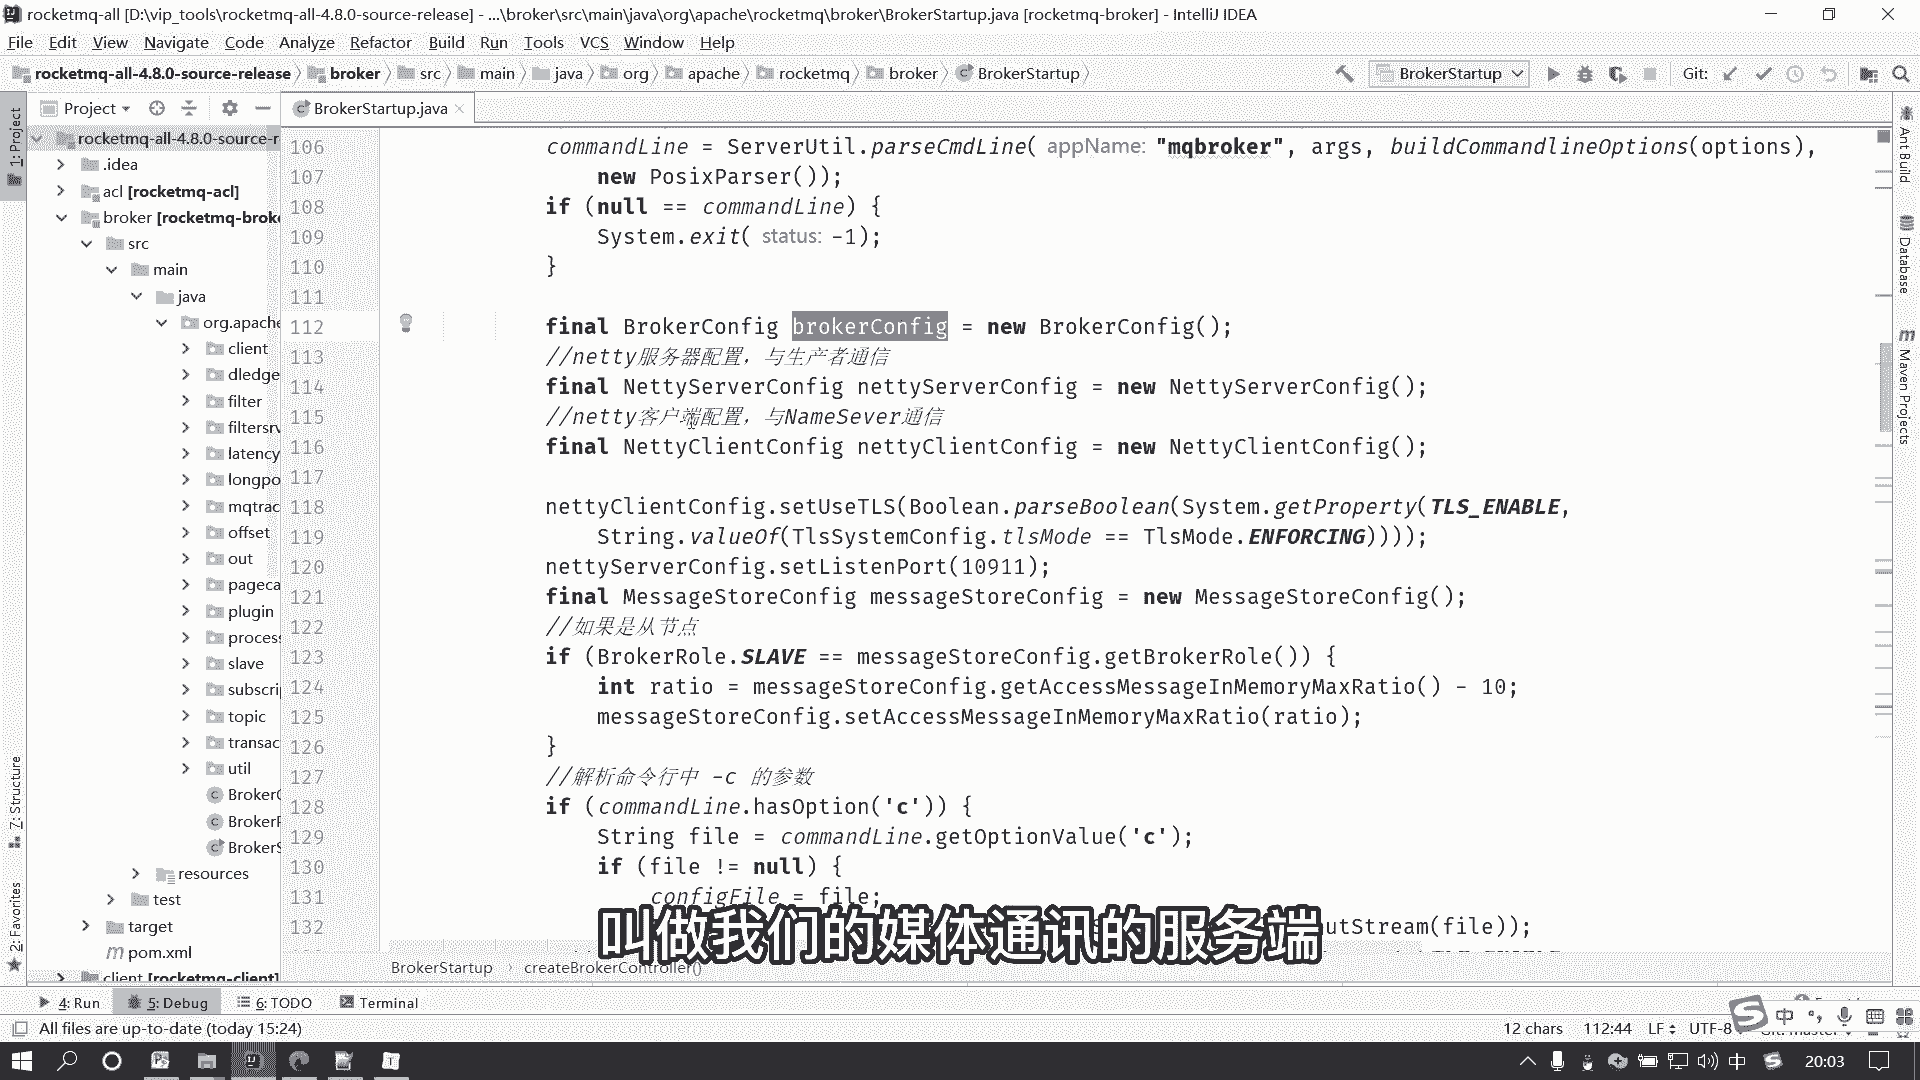 rocketmq-all [D:\vip_tools\rocketmq-all-4.8.0-source-release] - ...\broker\src\main\java\org\apache\rocketmq\broker\BrokerStartup.java [rocketmq-broker] - IntelliJ IDEA
File Edit View Navigate Code Analyze Refactor Build Run Tools VCS Window Help
rocketmq-all-4.8.0-source-release broker src main java org apache rocketmq broker BrokerStartup BrokerStartup Git:
Project BrokerStartup.java
1: Project
7: Structure
2: Favorites
rocketmq-all-4.8.0-source-r
.idea
acl [rocketmq-acl]
broker [rocketmq-broke
src
main
java
org.apache
client
dledge
filter
filtersrv
latency
longpo
mqtrac
offset
out
pageca
plugin
process
slave
subscri
topic
transac
util
Broker
Broker
Broker
resources
test
target
pom.xml
client [rocketmq-client]
106 commandLine = ServerUtil.parseCmdLine( appName: "mqbroker", args, buildCommandlineOptions(options),
107 new PosixParser());
108 if (null == commandLine) {
109 System.exit( status: -1);
110 }
111
112 final BrokerConfig brokerConfig = new BrokerConfig();
113 //netty服务器配置，与生产者通信
114 final NettyServerConfig nettyServerConfig = new NettyServerConfig();
115 //netty客户端配置，与NameSever通信
116 final NettyClientConfig nettyClientConfig = new NettyClientConfig();
117
118 nettyClientConfig.setUseTLS(Boolean.parseBoolean(System.getProperty(TLS_ENABLE,
119 String.valueOf(TlsSystemConfig.tlsMode == TlsMode.ENFORCING))));
120 nettyServerConfig.setListenPort(10911);
121 final MessageStoreConfig messageStoreConfig = new MessageStoreConfig();
122 //如果是从节点
123 if (BrokerRole.SLAVE == messageStoreConfig.getBrokerRole()) {
124 int ratio = messageStoreConfig.getAccessMessageInMemoryMaxRatio() - 10;
125 messageStoreConfig.setAccessMessageInMemoryMaxRatio(ratio);
126 }
127 //解析命令行中 -c 的参数
128 if (commandLine.hasOption('c')) {
129 String file = commandLine.getOptionValue('c');
130 if (file != null) {
131 configFile = file;
132 utStream(file));
叫做我们的媒体通讯的服务端
BrokerStartup createBrokerController()
Ant Build
Database
Maven Projects
4: Run 5: Debug 6: TODO Terminal
All files are up-to-date (today 15:24) 12 chars 112:44 LF UTF-8 Git: master
中
中 20:03